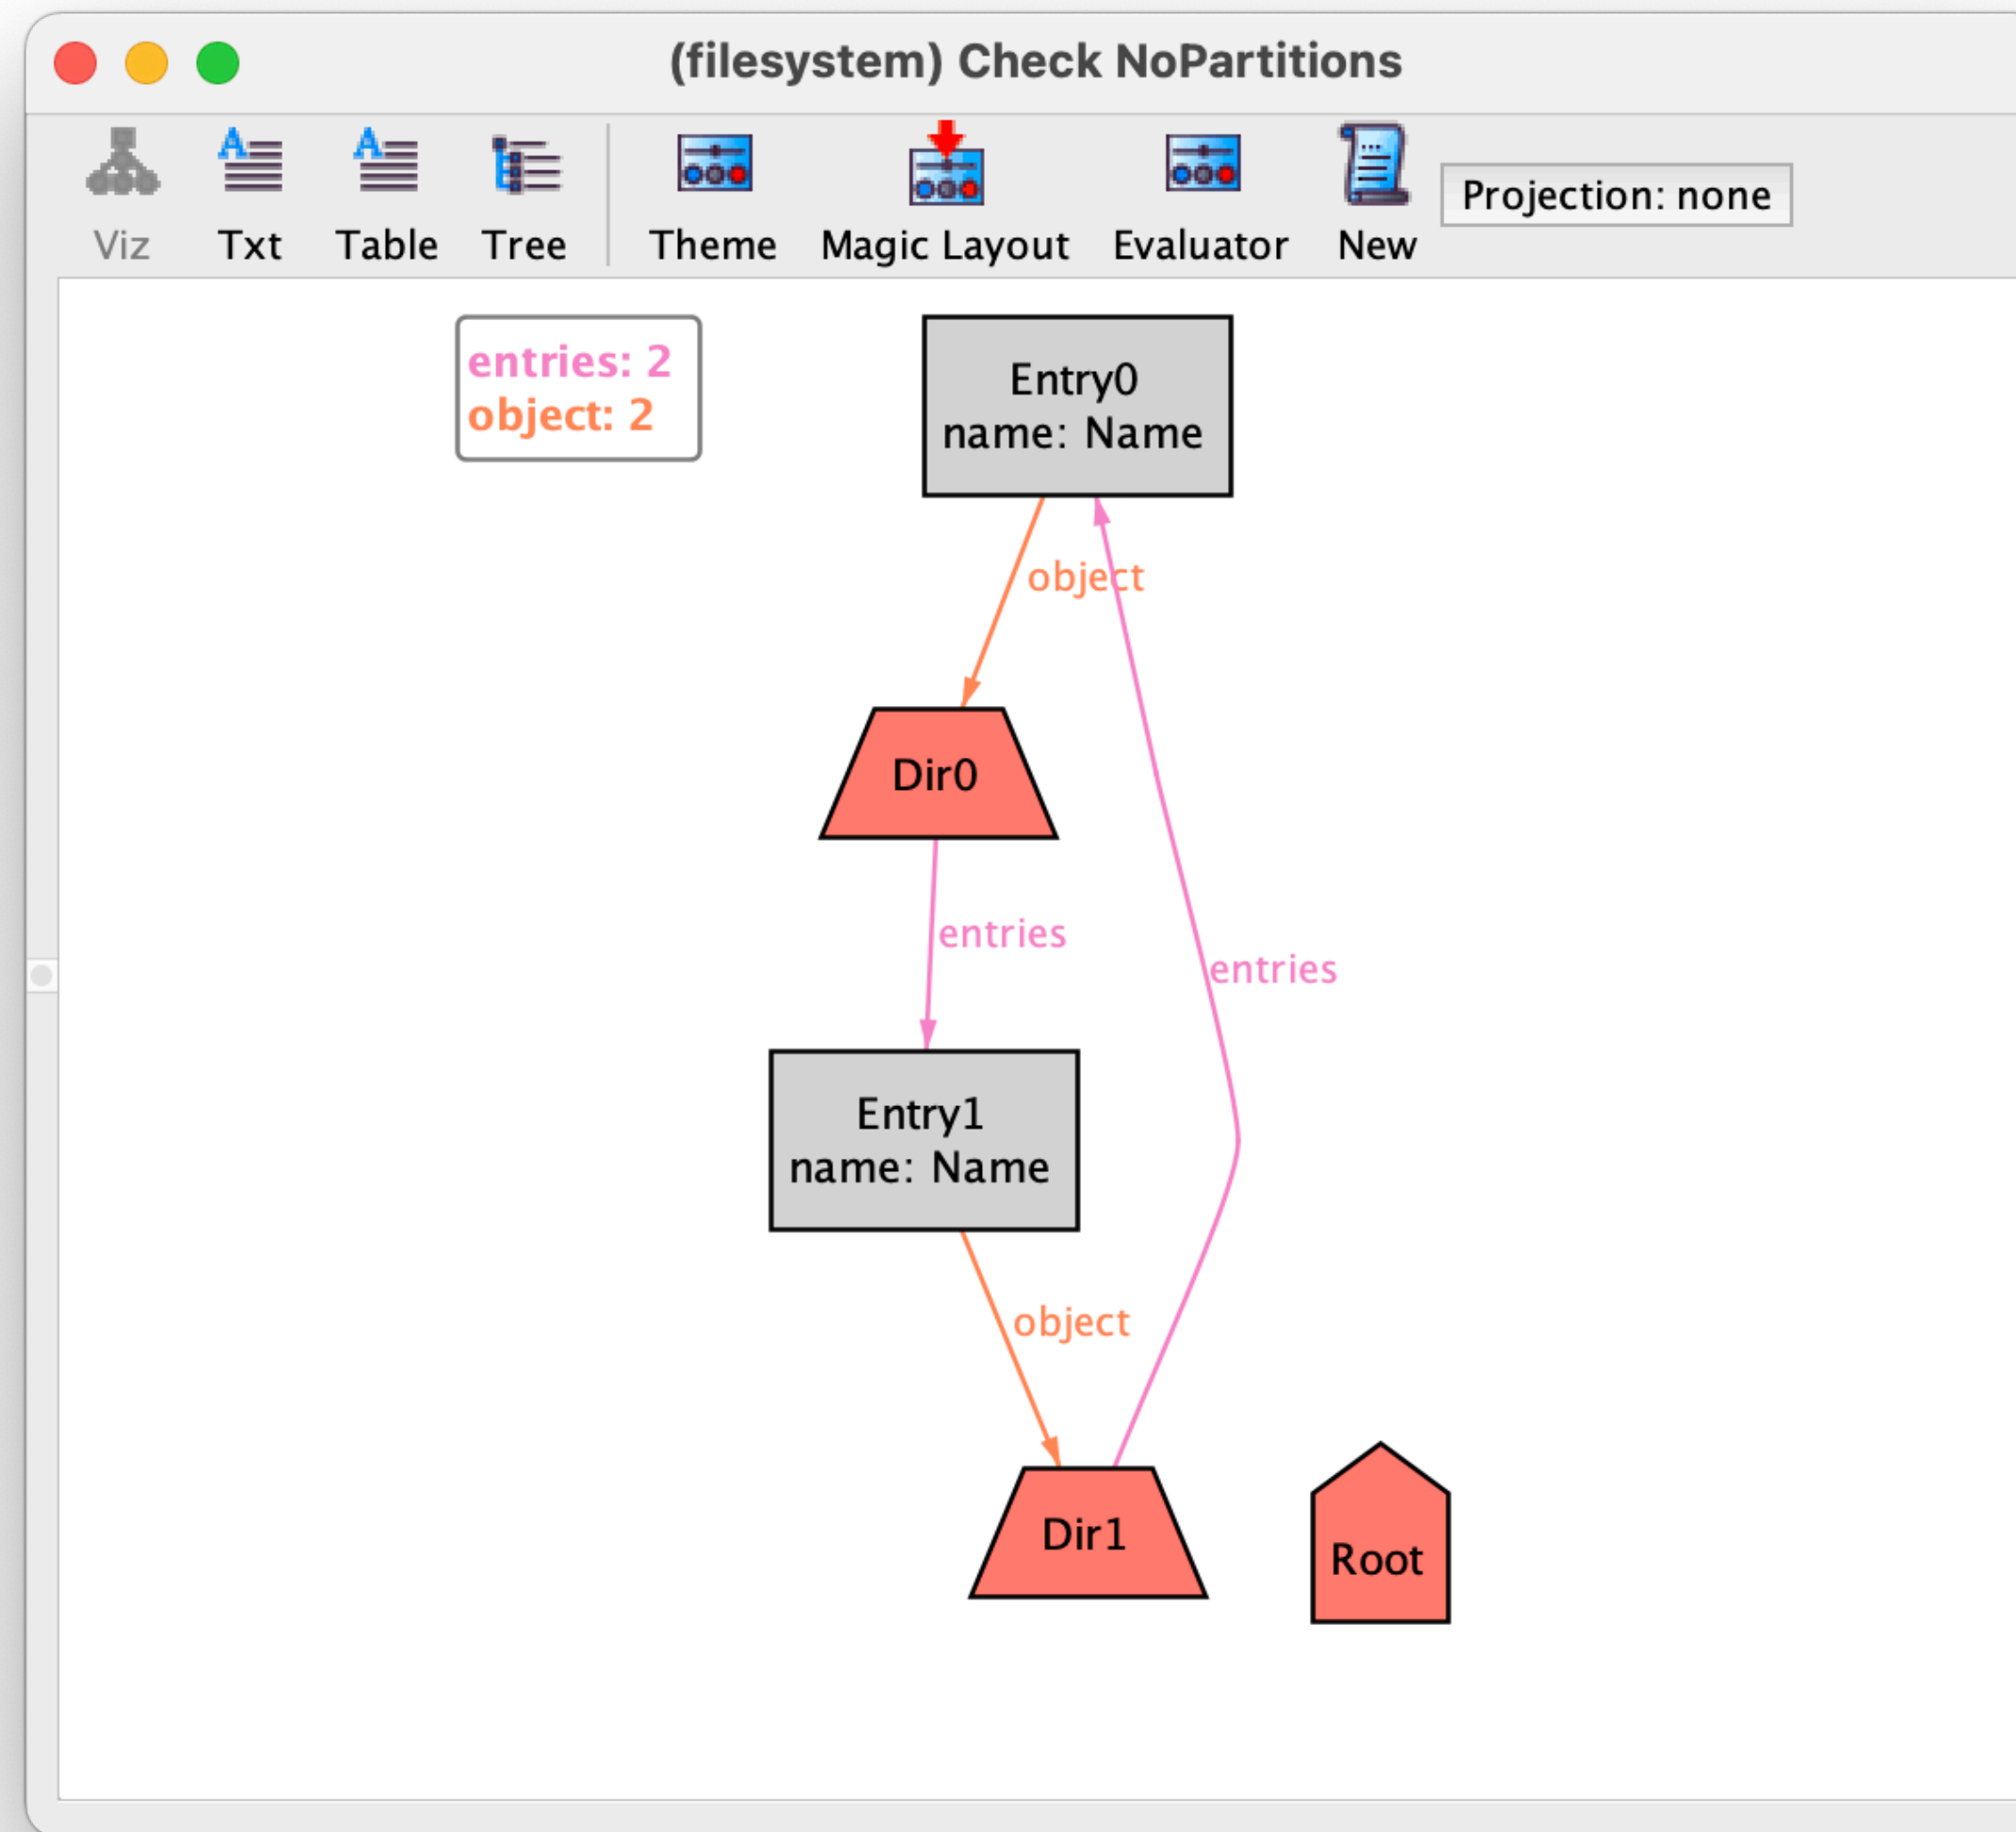 (filesystem) Check NoPartitions
Viz
Txt
Table
Tree
Theme
Magic Layout
Evaluator
New
Projection: none
entries: 2
object: 2
Entry0
name: Name
object
Dir0
entries
entries
Entry1
name: Name
object
Dir1
Root